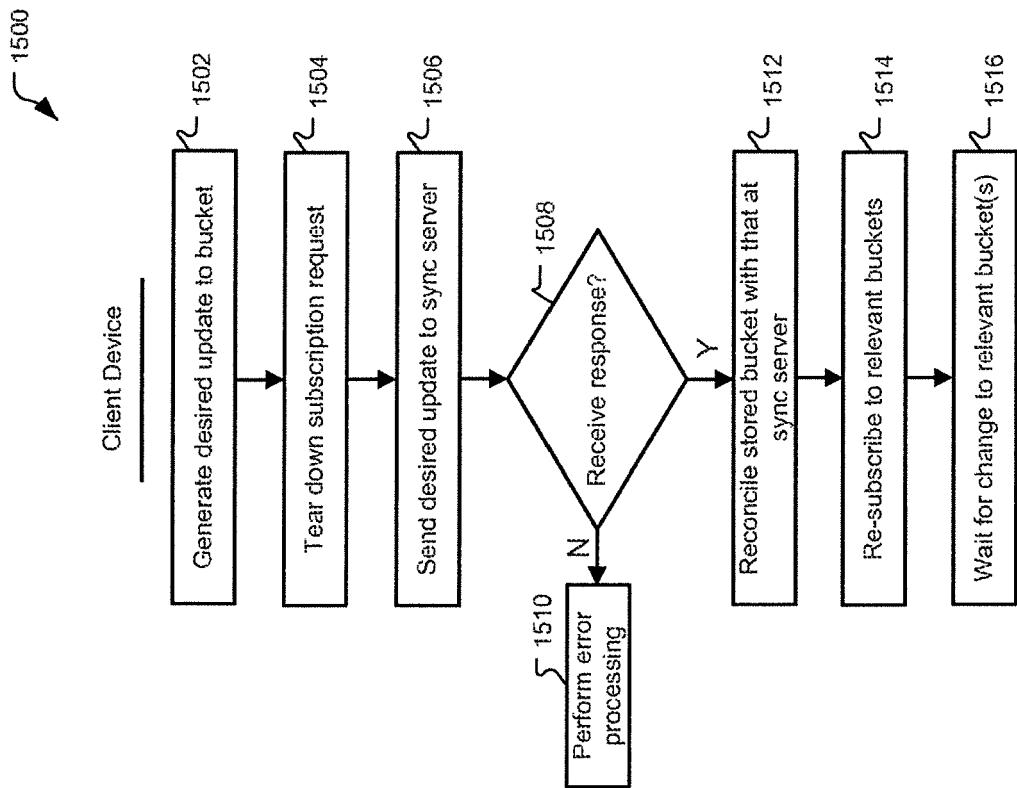 1500
Client Device
Generate desired update to bucket
1502
Tear down subscription request
1504
Send desired update to sync server
1506
Receive response?
1508
N
Y
Perform error
processing
1510
Reconcile stored bucket with that at
sync server
1512
Re-subscribe to relevant buckets
1514
Wait for change to relevant bucket(s)
1516